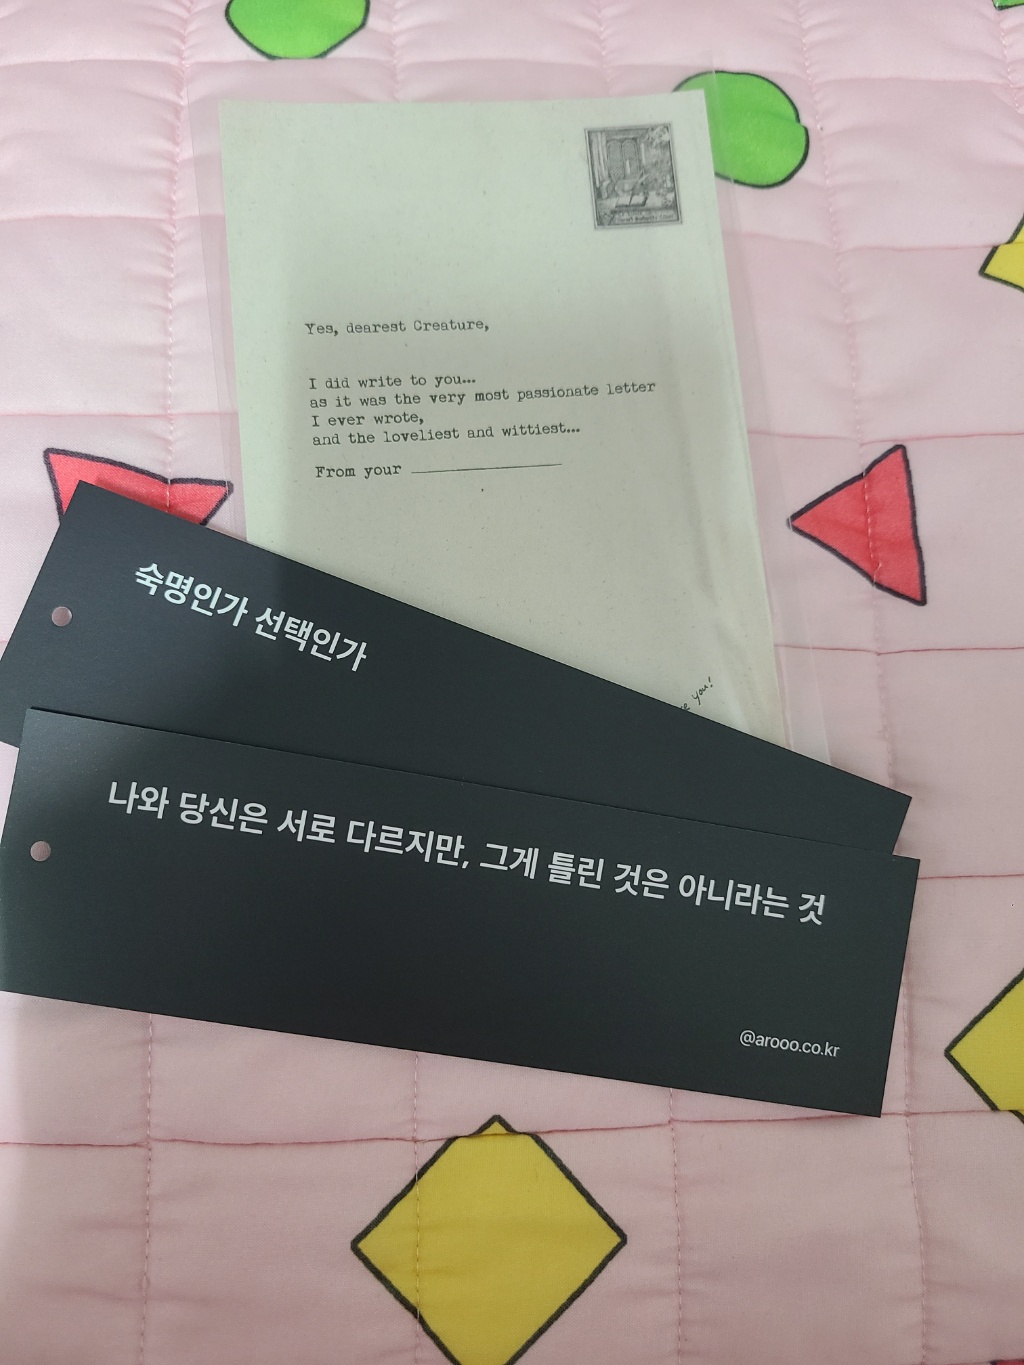 Yes, dearest Creature,
I did write to you...
as it was the very most passionate letter
I ever wrote,
and the loveliest and wittiest...
From your
you!
숙명인가 선택인가
나와 당신은 서로 다르지만, 그게 틀린 것은 아니라는 것
@arooo.co.kr